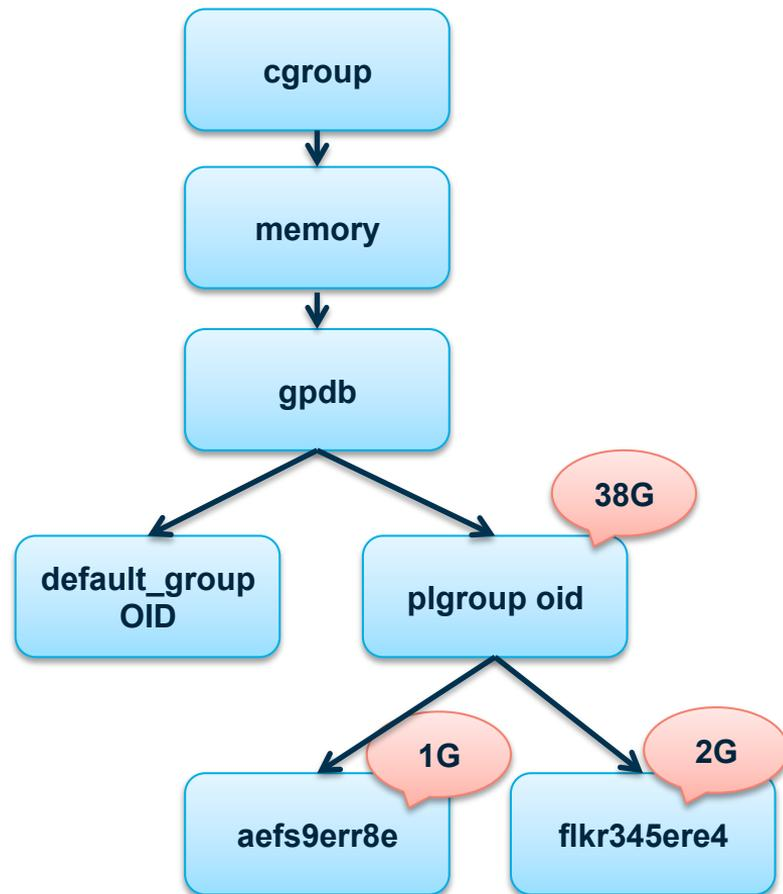 cgroup
memory
gpdb
38G
default_group
OID
plgroup oid
1G
2G
aefs9err8e
flkr345ere4